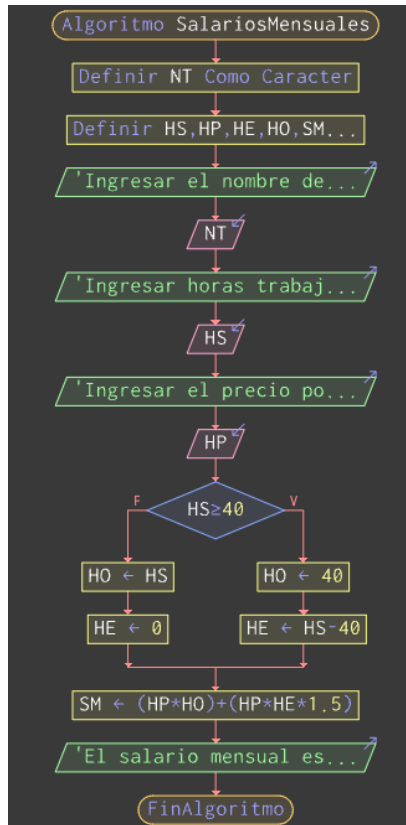 Algoritmo SalariosMensuales
Definir NT Como Caracter
Definir HS,HP,HE,HO,SM...
'Ingresar el nombre de...
NT
'Ingresar horas trabaj...
HS
'Ingresar el precio po...
HP
HS≥40
F
V
HO ← HS
HO ← 40
HE ← 0
HE ← HS-40
SM ← (HP*HO)+(HP*HE*1.5)
'El salario mensual es...
FinAlgoritmo